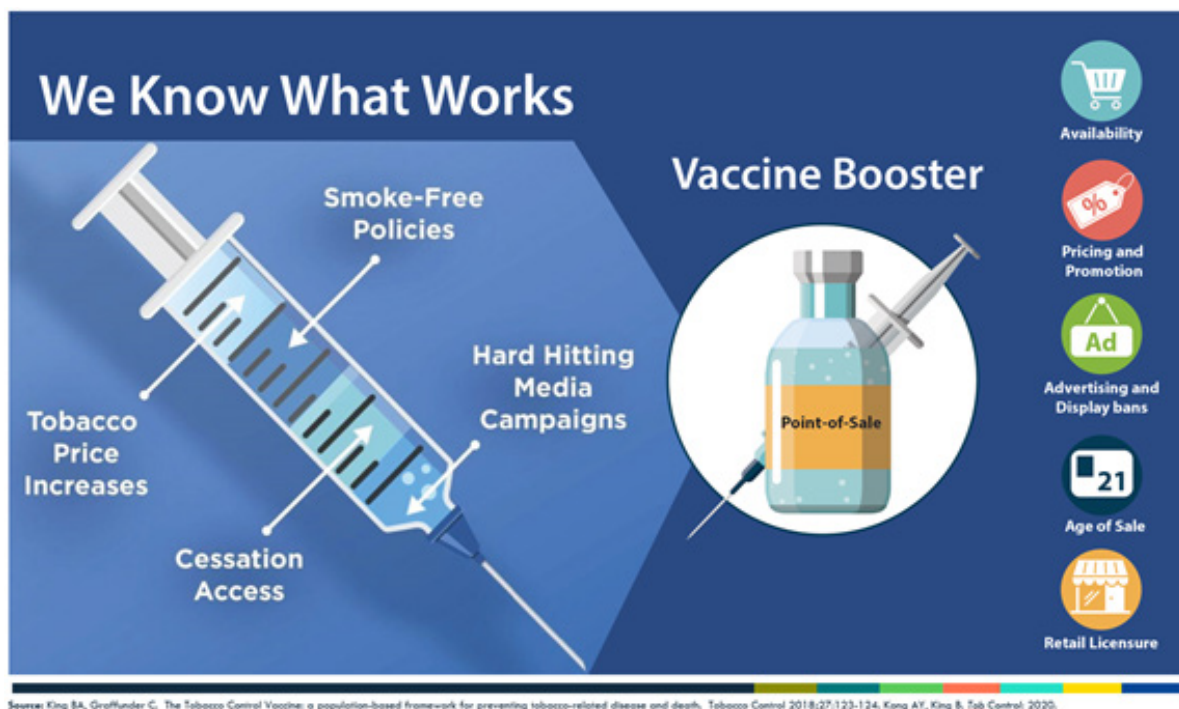 We Know What Works
Smoke-Free
Policies
Hard Hitting
Media
Campaigns
Tobacco
Price
Increases
Cessation
Access
Vaccine Booster
Point-of-Sale
Availability
%
Pricing and
Promotion
Ad
Advertising and
Display bans
21
Age of Sale
Retail Licensure
Source: King BA, Graffunder C. The Tobacco Control Vaccine: a population-based framework for preventing tobacco-related disease and death. Tobacco Control 2018;27:123-124. Kong AY, King B. Tob Control: 2020.